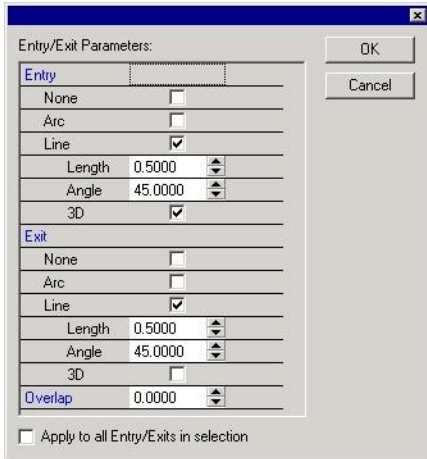 Entry/Exit Parameters:
OK
Cancel
Entry
None
Arc
Line
Length 0.5000
Angle 45.0000
3D
Exit
None
Arc
Line
Length 0.5000
Angle 45.0000
3D
Overlap 0.0000
Apply to all Entry/Exits in selection